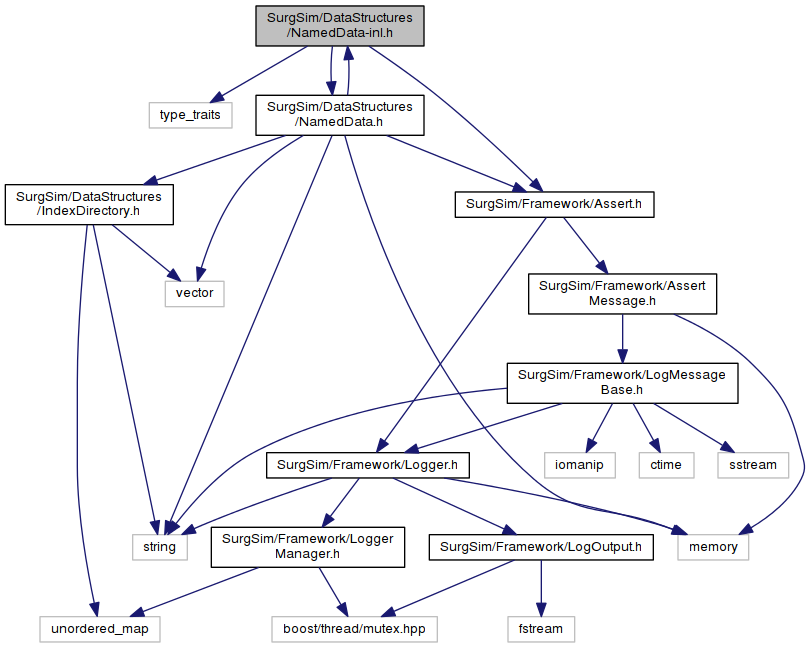 SurgSim/DataStructures
/NamedData-inl.h
type_traits
SurgSim/DataStructures
/NamedData.h
SurgSim/DataStructures
/IndexDirectory.h
SurgSim/Framework/Assert.h
vector
SurgSim/Framework/Assert
Message.h
SurgSim/Framework/LogMessage
Base.h
SurgSim/Framework/Logger.h
iomanip
ctime
sstream
string
SurgSim/Framework/Logger
Manager.h
SurgSim/Framework/LogOutput.h
memory
unordered_map
boost/thread/mutex.hpp
fstream